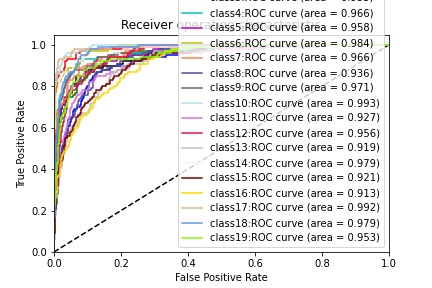 class4:ROC curve (area = 0.966)
Receiver
class5:ROC curve (area = 0.958)
class6:ROC curve (area = 0.984)
class7:ROC curve (area = 0.966)
class8:ROC curve (area = 0.936)
class9:ROC curve (area = 0.971)
class10:ROC curve (area = 0.993)
class11:ROC curve (area = 0.927)
class12:ROC curve (area = 0.956)
class13:ROC curve (area = 0.919)
class14:ROC curve (area = 0.979)
class15:ROC curve (area = 0.921)
class16:ROC curve (area = 0.913)
class17:ROC curve (area = 0.992)
class18:ROC curve (area = 0.979)
class19:ROC curve (area = 0.953)
True Positive Rate
1.0
0.8
0.6
0.4
0.2
0.0
0.0 0.2 0.4 0.6 0.8 1.0
False Positive Rate